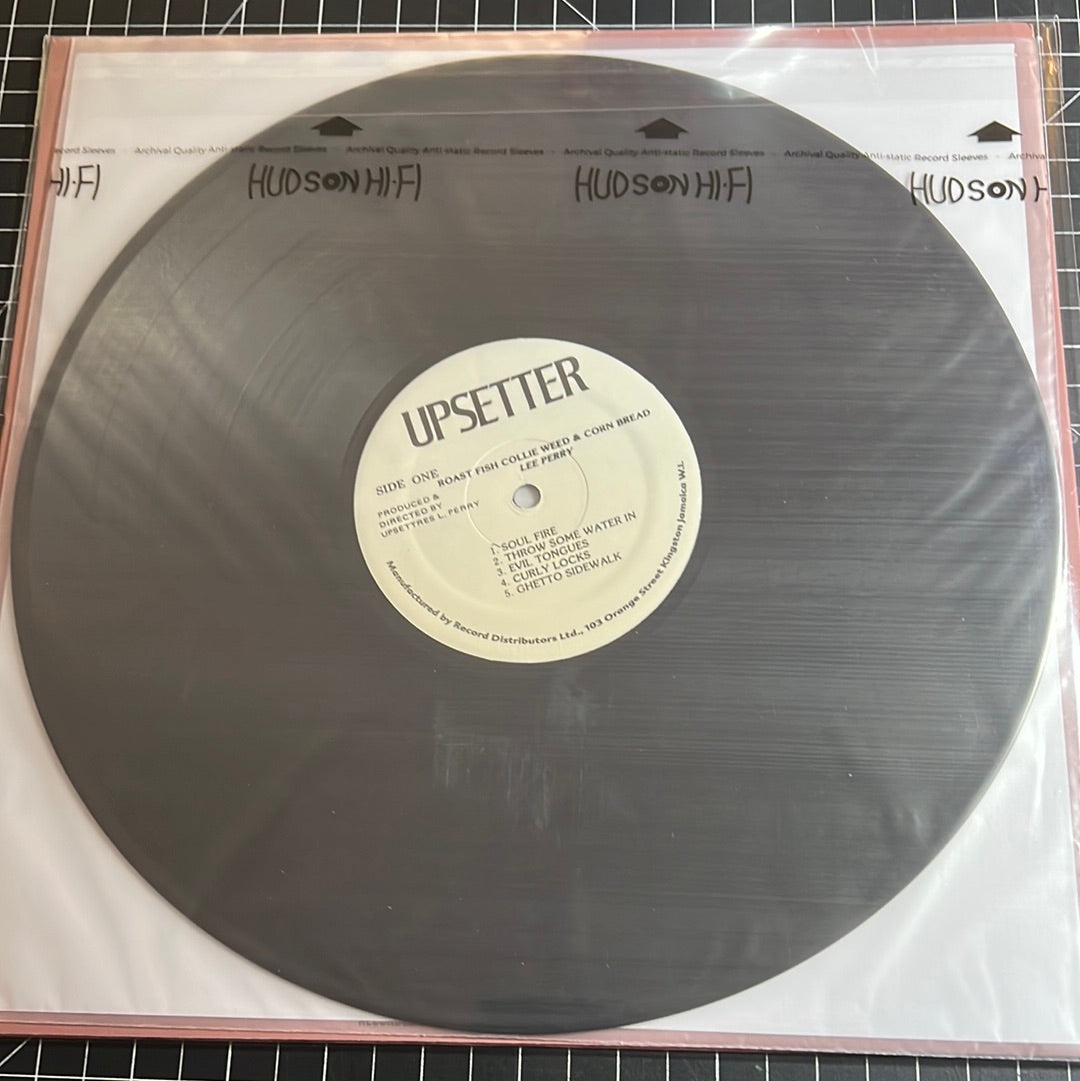 ecord Sleeves - Archival Quality Anti-static Record Sleeves - Archival Quality Anti-static Record Sleeves - Archival Quality Anti-static Record Sleeves - Archival Quality Anti-static Record Sleeves - Archiva
HI-FI HUDSON HI-FI HUDSON HI-FI HUDSON H
UPSETTER
SIDE ONE
ROAST FISH COLLIE WEED & CORN BREAD
LEE PERRY
PRODUCED &
DIRECTED BY
UPSETTRES L. PERRY
1. SOUL FIRE
2. THROW SOME WATER IN
3. EVIL TONGUES
4. CURLY LOCKS
5. GHETTO SIDEWALK
Manufactured by Record Distributors Ltd., 103 Orange Street Kingston Jamaica W.I.